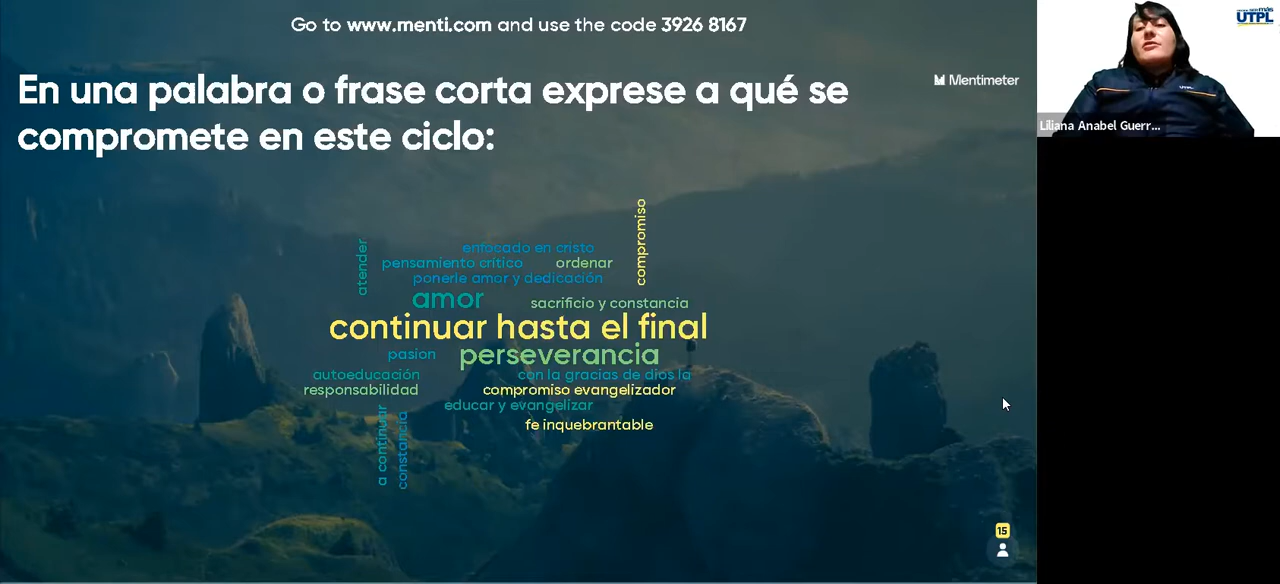 Go to www.menti.com and use the code 3926 8167
UTPL
Mentimeter
En una palabra o frase corta exprese a qué se
compromete en este ciclo:
Liliana Anabel Guerr...
compromiso
atender
enfocado en cristo
pensamiento crítico
ordenar
ponerle amor y dedicación
amor
sacrificio y constancia
continuar hasta el final
pasion
perseverancia
autoeducación
con la gracias de dios la
responsabilidad
compromiso evangelizador
educar y evangelizar
fe inquebrantable
a continuar
constancia
15